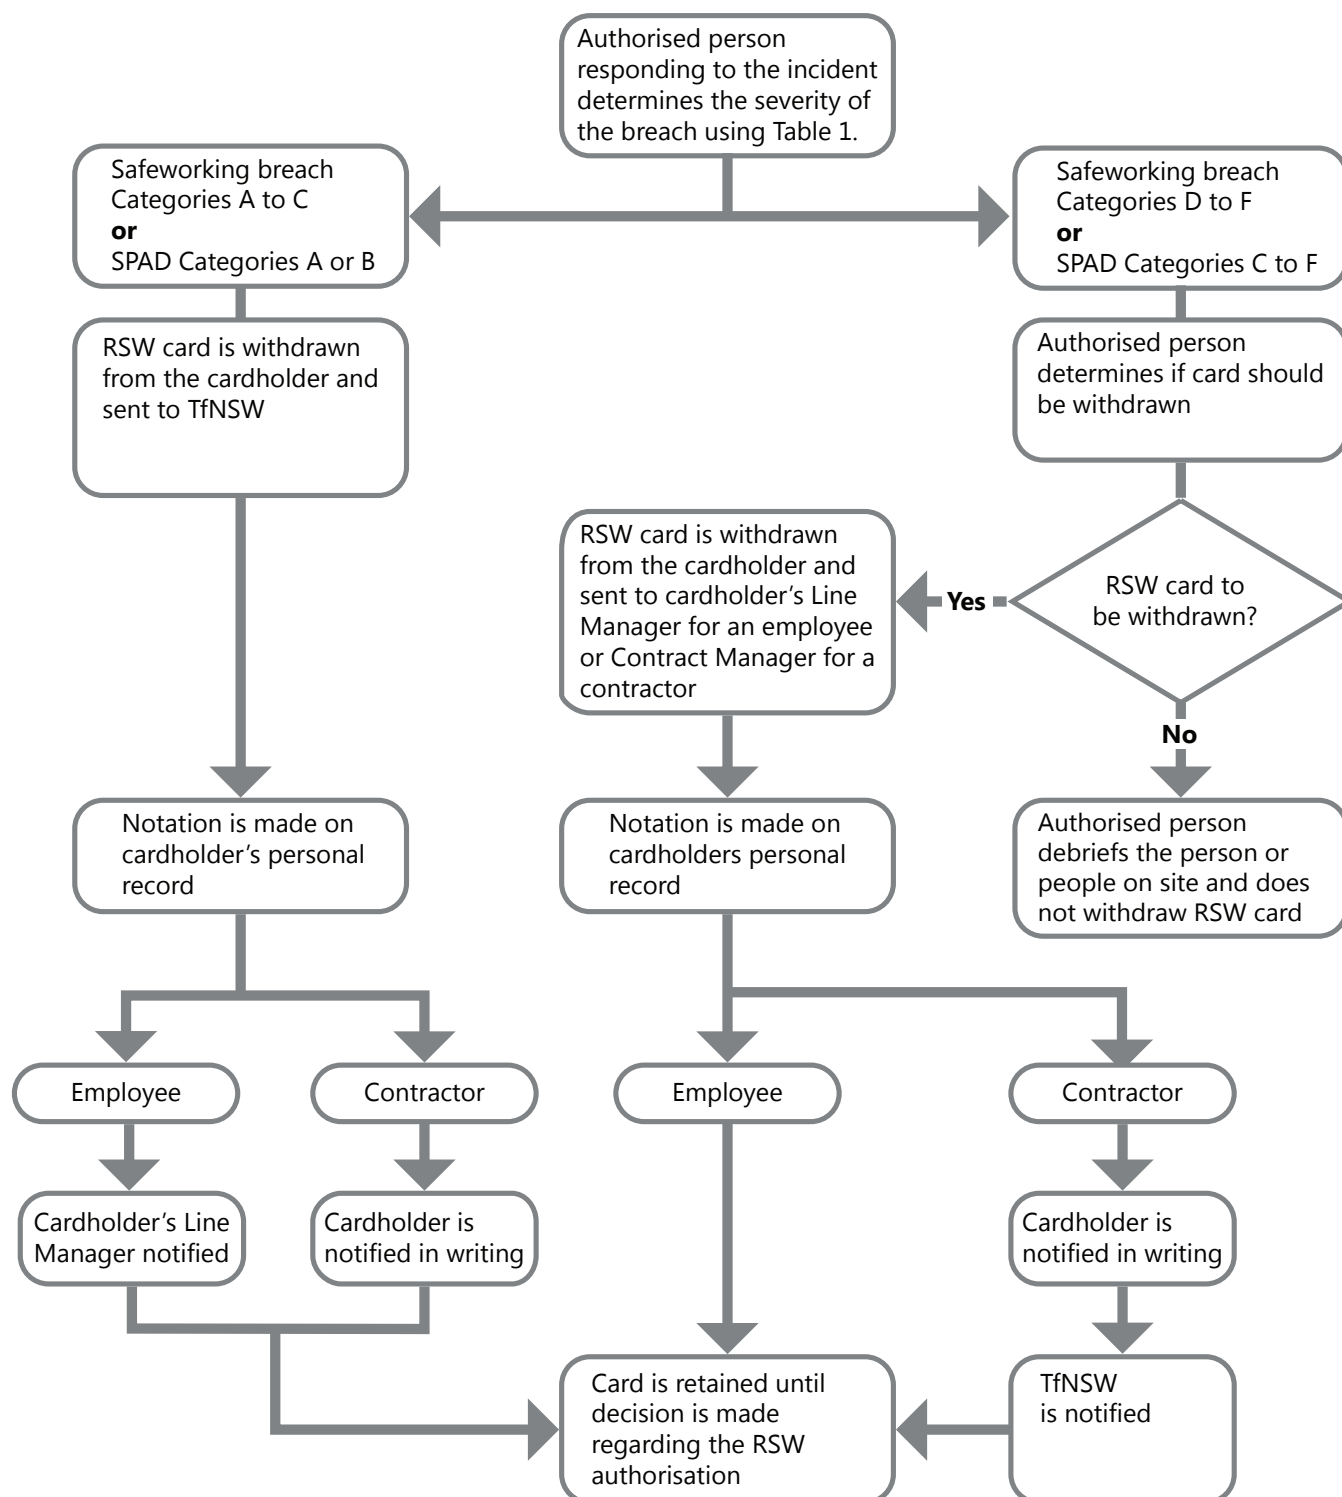 Authorised person
responding to the incident
determines the severity of
the breach using Table 1.
Safeworking breach
Categories A to C
or
SPAD Categories A or B
Safeworking breach
Categories D to F
or
SPAD Categories C to F
RSW card is withdrawn
from the cardholder and
sent to TfNSW
Authorised person
determines if card should
be withdrawn
RSW card is withdrawn
from the cardholder and
sent to cardholder’s Line
Manager for an employee
or Contract Manager for a
contractor
Yes
RSW card to
be withdrawn?
No
Notation is made on
cardholder’s personal
record
Notation is made on
cardholders personal
record
Authorised person
debriefs the person or
people on site and does
not withdraw RSW card
Employee
Contractor
Employee
Contractor
Cardholder’s Line
Manager notified
Cardholder is
notified in writing
Cardholder is
notified in writing
Card is retained until
decision is made
regarding the RSW
authorisation
TfNSW
is notified